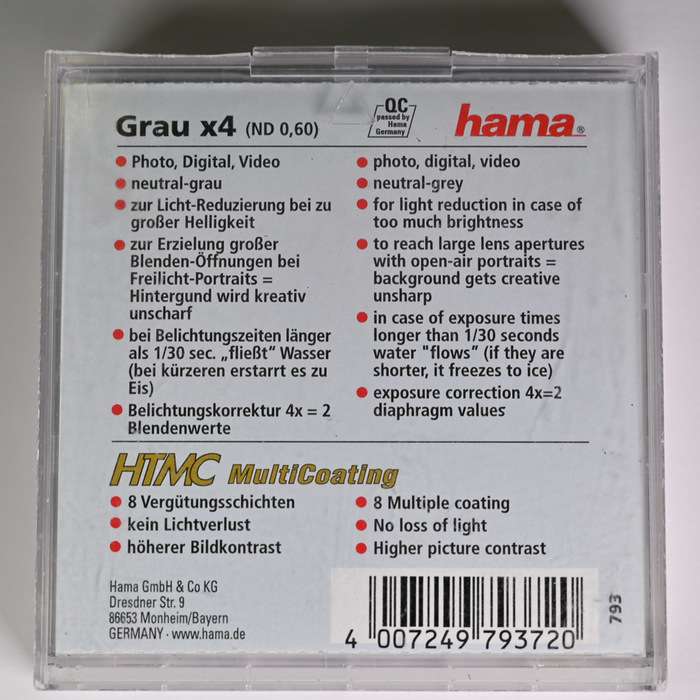 Grau x4 (ND 0,60)
QC
passed by
Hama
Germany
hama®
Photo, Digital, Video
neutral-grau
zur Licht-Reduzierung bei zu
großer Helligkeit
zur Erzielung großer
Blenden-Öffnungen bei
Freilicht-Portraits =
Hintergund wird kreativ
unscharf
bei Belichtungszeiten länger
als 1/30 sec. „fließt“ Wasser
(bei kürzeren erstarrt es zu
Eis)
Belichtungskorrektur 4x = 2
Blendenwerte
photo, digital, video
neutral-grey
for light reduction in case of
too much brightness
to reach large lens apertures
with open-air portraits =
background gets creative
unsharp
in case of exposure times
longer than 1/30 seconds
water "flows" (if they are
shorter, it freezes to ice)
exposure correction 4x=2
diaphragm values
HTMC MultiCoating
8 Vergütungsschichten
kein Lichtverlust
höherer Bildkontrast
8 Multiple coating
No loss of light
Higher picture contrast
Hama GmbH & Co KG
Dresdner Str. 9
86653 Monheim/Bayern
GERMANY · www.hama.de
4 007249 793720
793